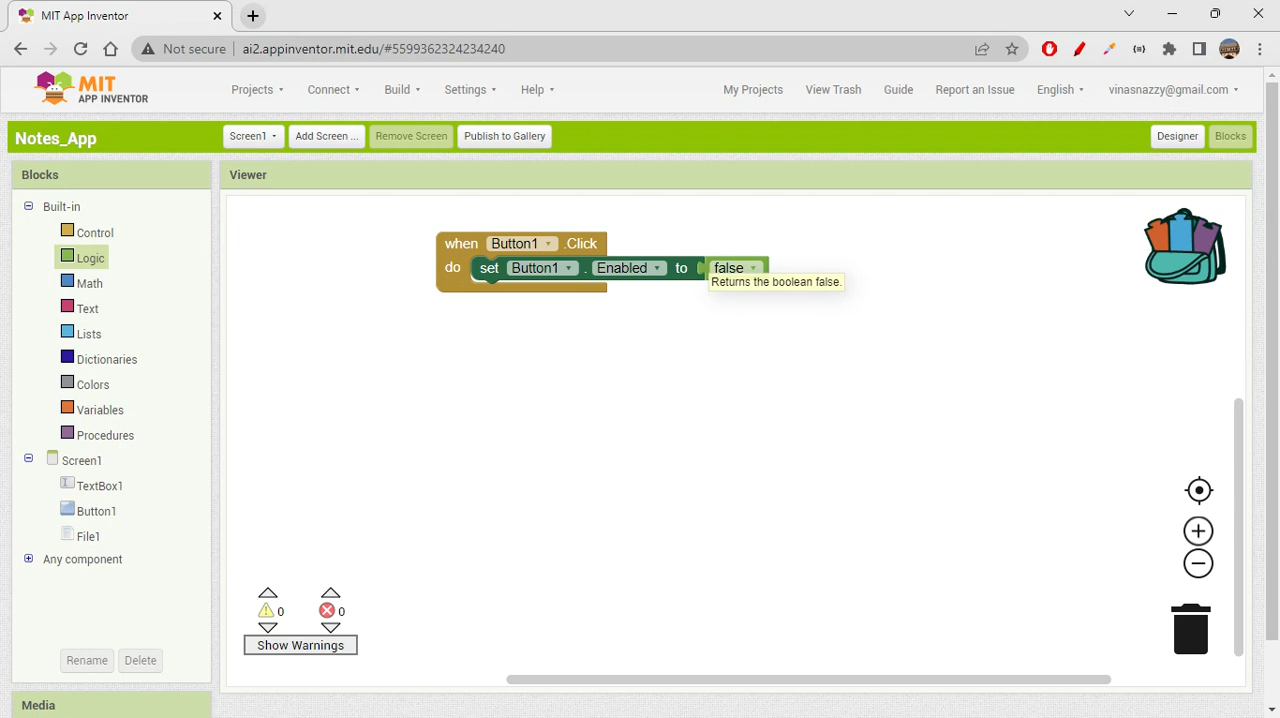 MIT App Inventor
Not secure
ai2.appinventor.mit.edu/#5599362324234240
MIT
APP INVENTOR
Projects
Connect
Build
Settings
Help
My Projects
View Trash
Guide
Report an Issue
English
vinasnazzy@gmail.com
Notes_App
Screen1
Add Screen ...
Remove Screen
Publish to Gallery
Designer
Blocks
Blocks
Viewer
Built-in
Control
Logic
Math
Text
Lists
Dictionaries
Colors
Variables
Procedures
Screen1
TextBox1
Button1
File1
Any component
Rename
Delete
Media
when Button1 .Click
do set Button1 . Enabled to false
Returns the boolean false.
0 0
Show Warnings